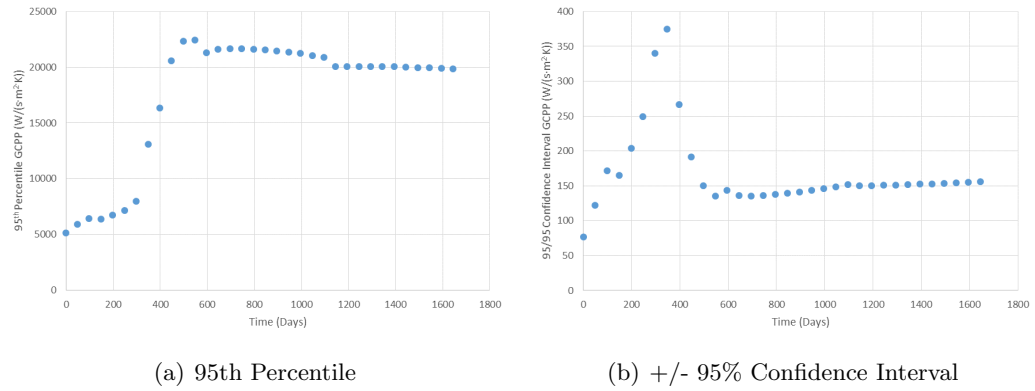 25000
20000
15000
10000
5000
0
0 200 400 600 800 1000 1200 1400 1600 1800
95th Percentile GCPP (W/(s·m²K))
Time (Days)
400
350
300
250
200
150
100
50
0
0 200 400 600 800 1000 1200 1400 1600 1800
95/95 Confidence Interval GCPP (W/(s·m²K))
Time (Days)
(a) 95th Percentile
(b) +/- 95% Confidence Interval